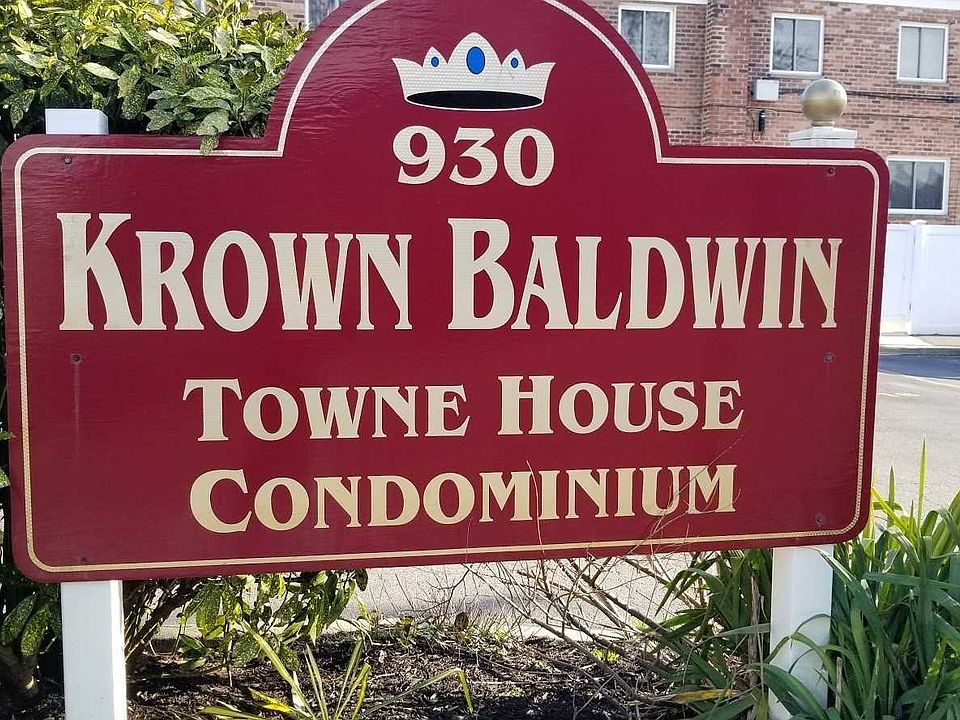 930
KROWN BALDWIN
TOWNE HOUSE
CONDOMINIUM